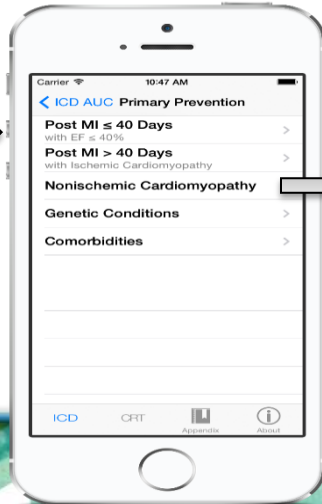 Carrier 10:47 AM
ICD AUC Primary Prevention
Post MI ≤ 40 Days
with EF ≤ 40%
Post MI > 40 Days
with Ischemic Cardiomyopathy
Nonischemic Cardiomyopathy
Genetic Conditions
Comorbidities
ICD CRT Appendix About